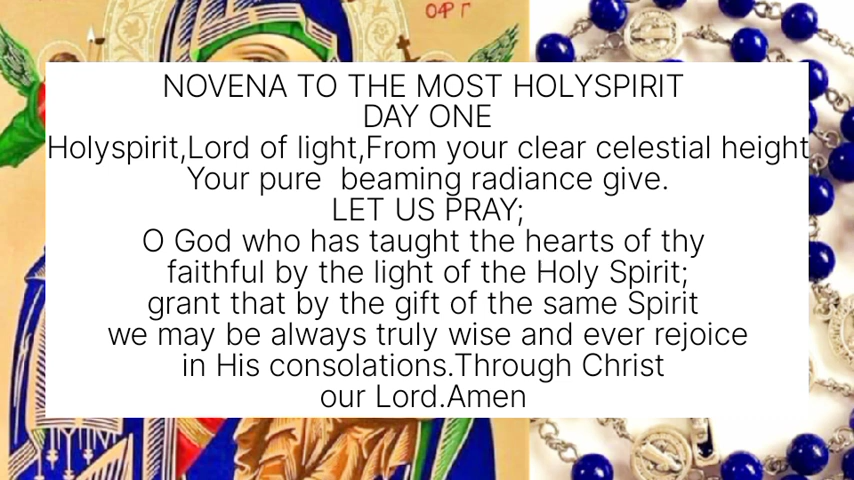 ΟΑΡ Γ
NOVENA TO THE MOST HOLYSPIRIT
DAY ONE
Holyspirit,Lord of light,From your clear celestial height
Your pure  beaming radiance give.
LET US PRAY;
O God who has taught the hearts of thy
faithful by the light of the Holy Spirit;
grant that by the gift of the same Spirit
we may be always truly wise and ever rejoice
in His consolations.Through Christ
our Lord.Amen